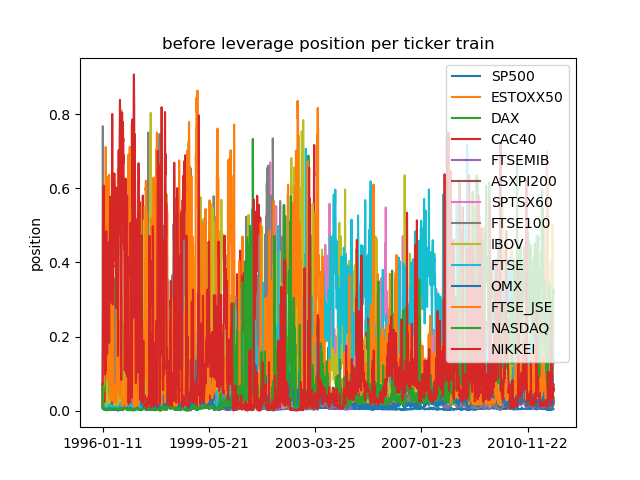 before leverage position per ticker train
position
0.8
0.6
0.4
0.2
0.0
1996-01-11 1999-05-21 2003-03-25 2007-01-23 2010-11-22
SP500
ESTOXX50
DAX
CAC40
FTSEMIB
ASXPI200
SPTSX60
FTSE100
IBOV
FTSE
OMX
FTSE_JSE
NASDAQ
NIKKEI